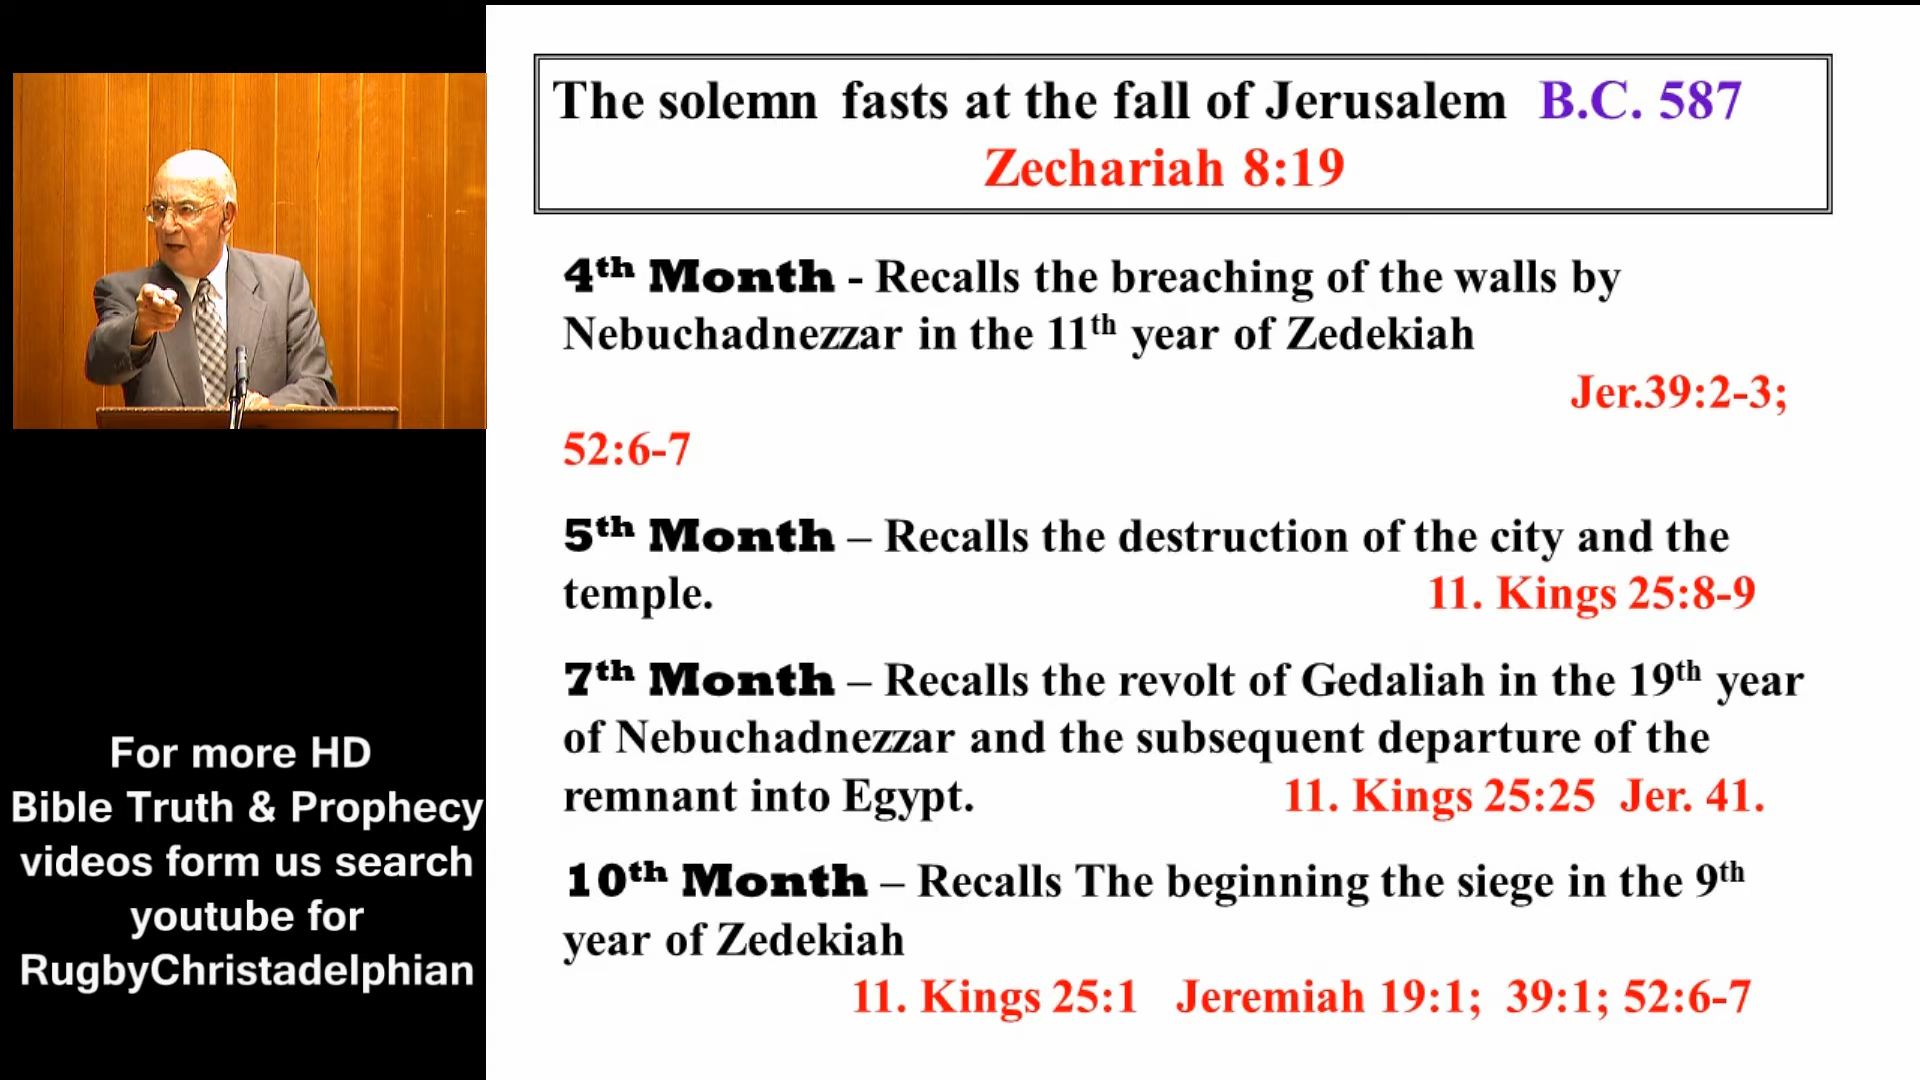 The solemn fasts at the fall of Jerusalem B.C. 587
Zechariah 8:19
4th Month - Recalls the breaching of the walls by
Nebuchadnezzar in the 11th year of Zedekiah
Jer.39:2-3;
52:6-7
5th Month – Recalls the destruction of the city and the
temple. 11. Kings 25:8-9
7th Month – Recalls the revolt of Gedaliah in the 19th year
of Nebuchadnezzar and the subsequent departure of the
remnant into Egypt. 11. Kings 25:25 Jer. 41.
10th Month – Recalls The beginning the siege in the 9th
year of Zedekiah
11. Kings 25:1 Jeremiah 19:1; 39:1; 52:6-7
For more HD
Bible Truth & Prophecy
videos form us search
youtube for
RugbyChristadelphian